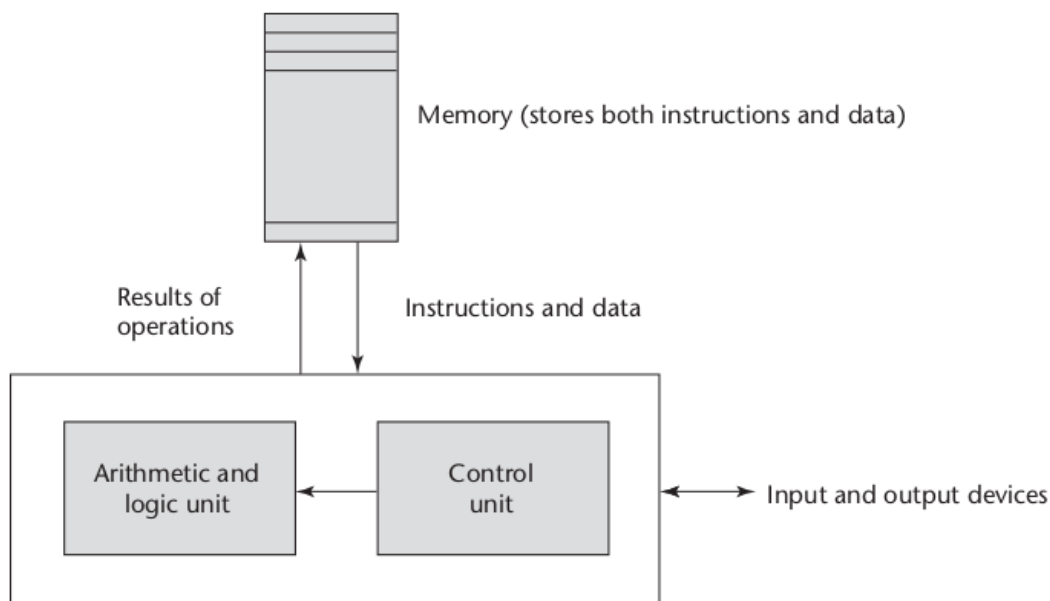 Memory (stores both instructions and data)
Results of
operations
Instructions and data
Arithmetic and
logic unit
Control
unit
Input and output devices